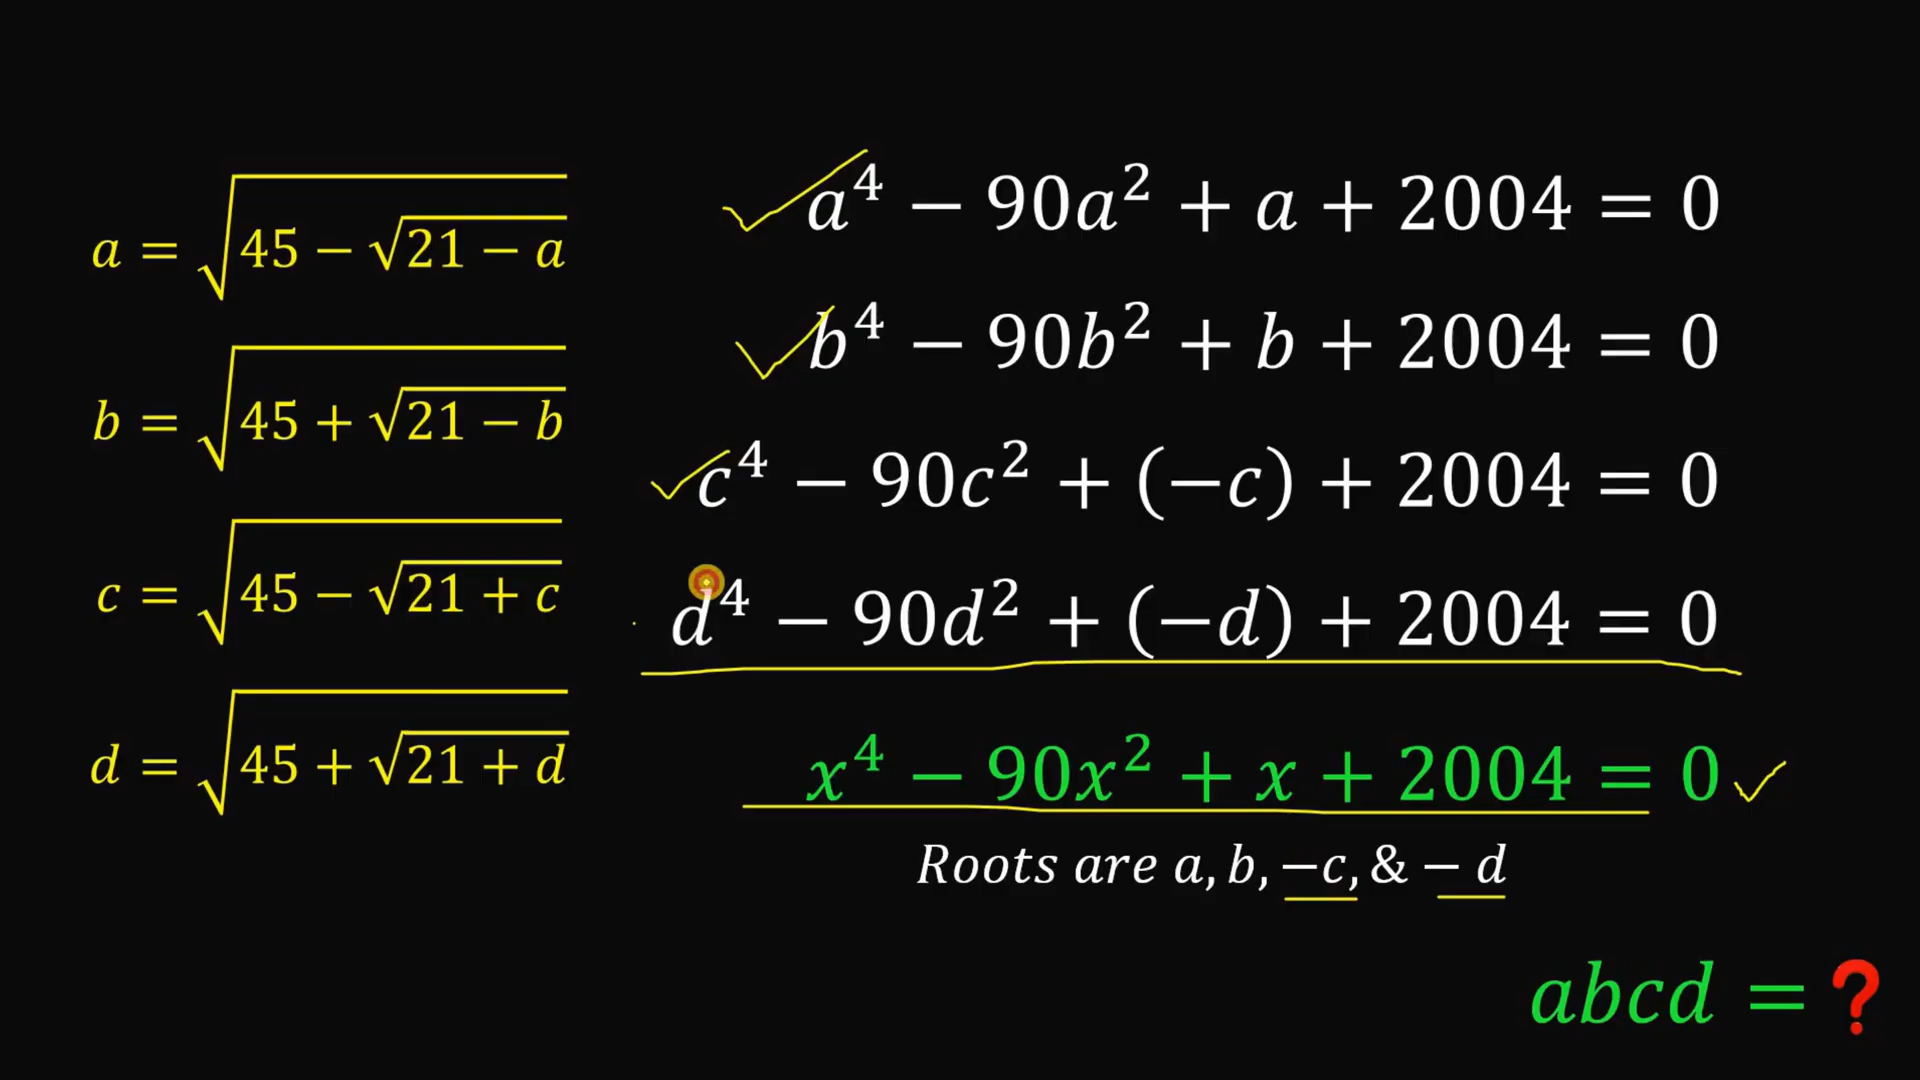 a = √(45 − √(21 − a))
b = √(45 + √(21 − b))
c = √(45 − √(21 + c))
d = √(45 + √(21 + d))
a⁴ − 90a² + a + 2004 = 0
b⁴ − 90b² + b + 2004 = 0
c⁴ − 90c² + (−c) + 2004 = 0
d⁴ − 90d² + (−d) + 2004 = 0
x⁴ − 90x² + x + 2004 = 0
Roots are a, b, −c, & − d
abcd = ❓